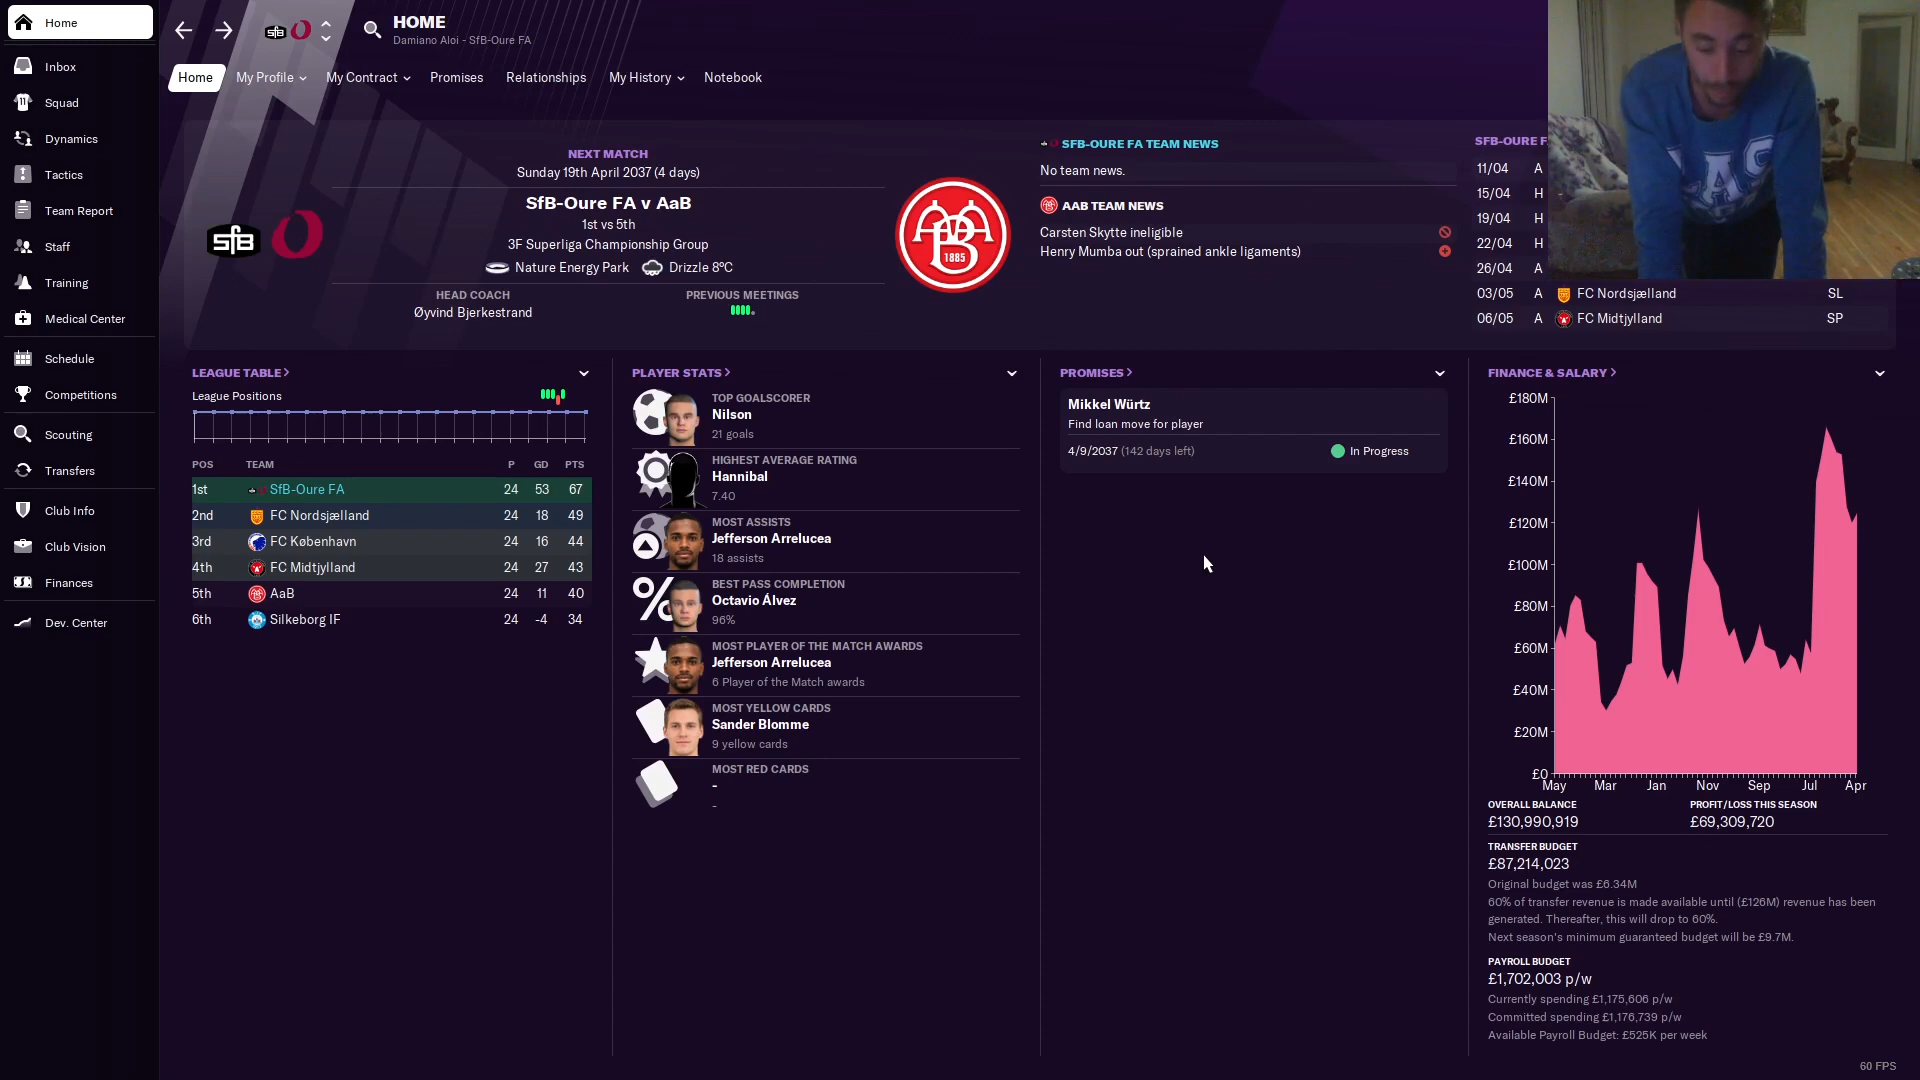 Home
Inbox
Squad
Dynamics
Tactics
Team Report
Staff
Training
Medical Center
Schedule
Competitions
Scouting
Transfers
Club Info
Club Vision
Finances
Dev. Center
HOME
Damiano Aloi - SfB-Oure FA
Home My Profile My Contract Promises Relationships My History Notebook
NEXT MATCH
Sunday 19th April 2037 (4 days)
SfB-Oure FA v AaB
1st vs 5th
3F Superliga Championship Group
Nature Energy Park Drizzle 8ºC
HEAD COACH
Øyvind Bjerkestrand
PREVIOUS MEETINGS
sfB
1885
SFB-OURE FA TEAM NEWS
No team news.
AAB TEAM NEWS
Carsten Skytte ineligible
Henry Mumba out (sprained ankle ligaments)
SFB-OURE F
11/04 A
15/04 H
19/04 H
22/04 H
26/04 A
03/05 A FC Nordsjælland SL
06/05 A FC Midtjylland SP
LEAGUE TABLE
League Positions
POS TEAM P GD PTS
1st SfB-Oure FA 24 53 67
2nd FC Nordsjælland 24 18 49
3rd FC København 24 16 44
4th FC Midtjylland 24 27 43
5th AaB 24 11 40
6th Silkeborg IF 24 -4 34
PLAYER STATS
TOP GOALSCORER
Nilson
21 goals
HIGHEST AVERAGE RATING
Hannibal
7.40
MOST ASSISTS
Jefferson Arrelucea
18 assists
BEST PASS COMPLETION
Octavio Álvez
96%
MOST PLAYER OF THE MATCH AWARDS
Jefferson Arrelucea
6 Player of the Match awards
MOST YELLOW CARDS
Sander Blomme
9 yellow cards
MOST RED CARDS
-
-
PROMISES
Mikkel Würtz
Find loan move for player
4/9/2037 (142 days left) In Progress
FINANCE & SALARY
£180M
£160M
£140M
£120M
£100M
£80M
£60M
£40M
£20M
£0
May Mar Jan Nov Sep Jul Apr
OVERALL BALANCE
£130,990,919
PROFIT/LOSS THIS SEASON
£69,309,720
TRANSFER BUDGET
£87,214,023
Original budget was £6.34M
60% of transfer revenue is made available until (£126M) revenue has been
generated. Thereafter, this will drop to 60%.
Next season's minimum guaranteed budget will be £9.7M.
PAYROLL BUDGET
£1,702,003 p/w
Currently spending £1,175,606 p/w
Committed spending £1,176,739 p/w
Available Payroll Budget: £525K per week
60 FPS